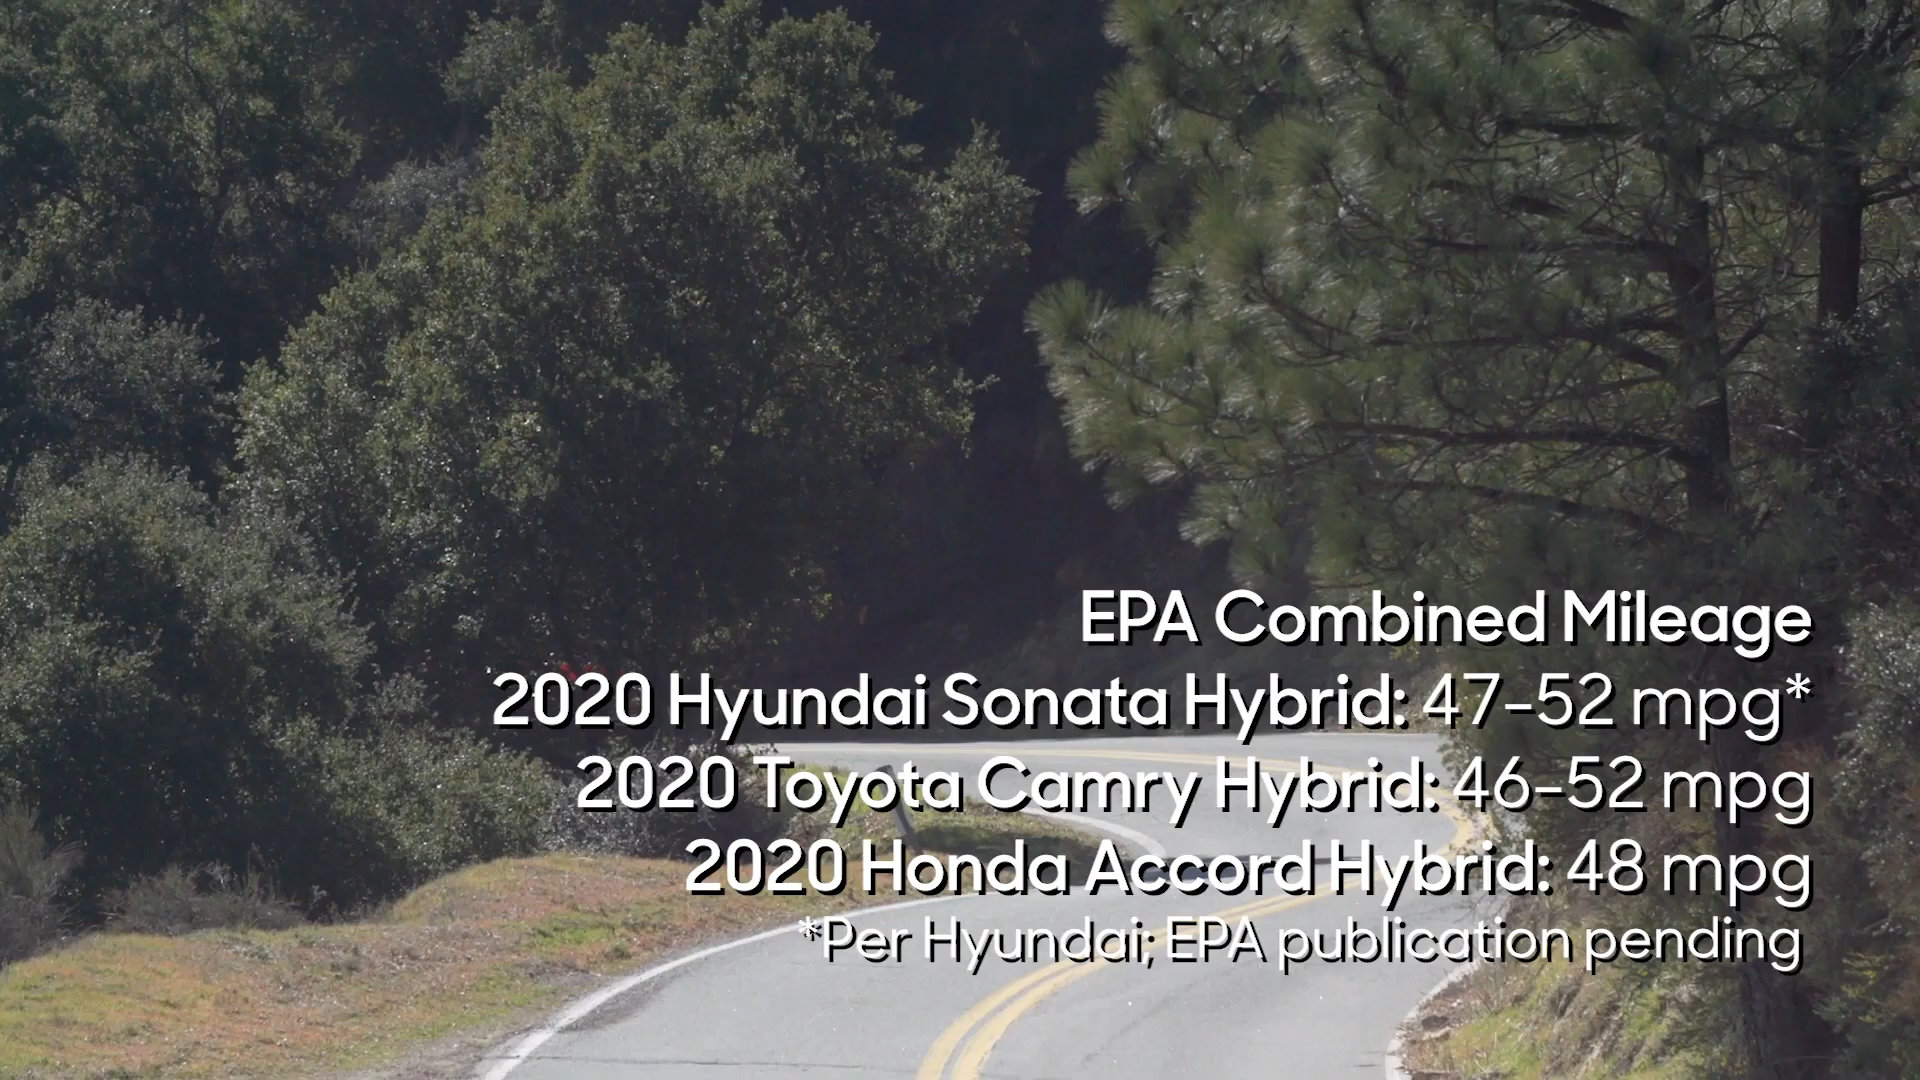 EPA Combined Mileage
2020 Hyundai Sonata Hybrid: 47-52 mpg*
2020 Toyota Camry Hybrid: 46-52 mpg
2020 Honda Accord Hybrid: 48 mpg
*Per Hyundai; EPA publication pending